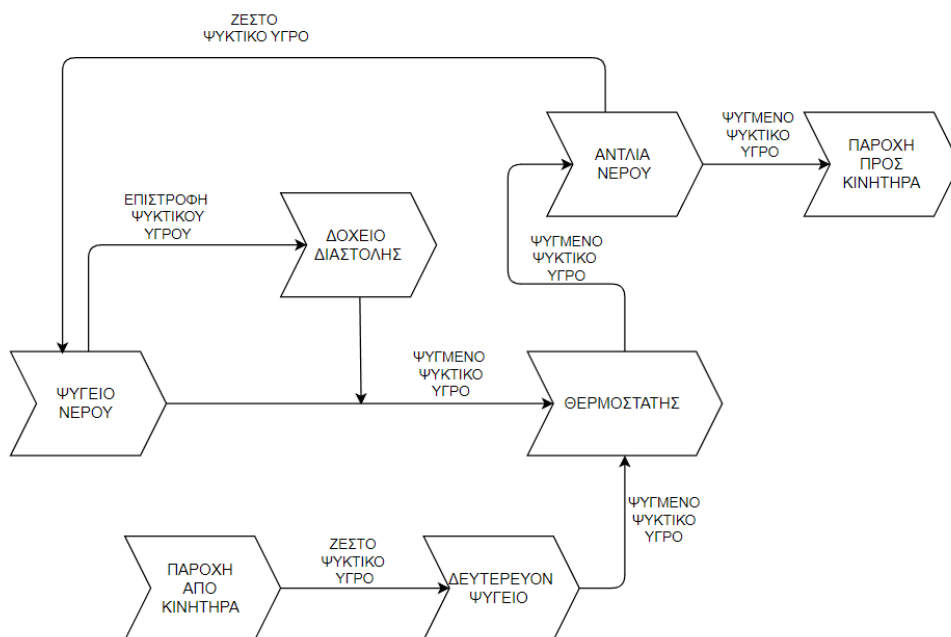 ΖΕΣΤΟ
ΨΥΚΤΙΚΟ ΥΓΡΟ
ΑΝΤΛΙΑ
ΝΕΡΟΥ
ΨΥΓΜΕΝΟ
ΨΥΚΤΙΚΟ
ΥΓΡΟ
ΠΑΡΟΧΗ
ΠΡΟΣ
ΚΙΝΗΤΗΡΑ
ΕΠΙΣΤΡΟΦΗ
ΨΥΚΤΙΚΟΥ
ΥΓΡΟΥ
ΔΟΧΕΙΟ
ΔΙΑΣΤΟΛΗΣ
ΨΥΓΜΕΝΟ
ΨΥΚΤΙΚΟ
ΥΓΡΟ
ΨΥΓΕΙΟ
ΝΕΡΟΥ
ΨΥΓΜΕΝΟ
ΨΥΚΤΙΚΟ
ΥΓΡΟ
ΘΕΡΜΟΣΤΑΤΗΣ
ΠΑΡΟΧΗ
ΑΠΟ
ΚΙΝΗΤΗΡΑ
ΖΕΣΤΟ
ΨΥΚΤΙΚΟ
ΥΓΡΟ
ΔΕΥΤΕΡΕΥΟΝ
ΨΥΓΕΙΟ
ΨΥΓΜΕΝΟ
ΨΥΚΤΙΚΟ
ΥΓΡΟ